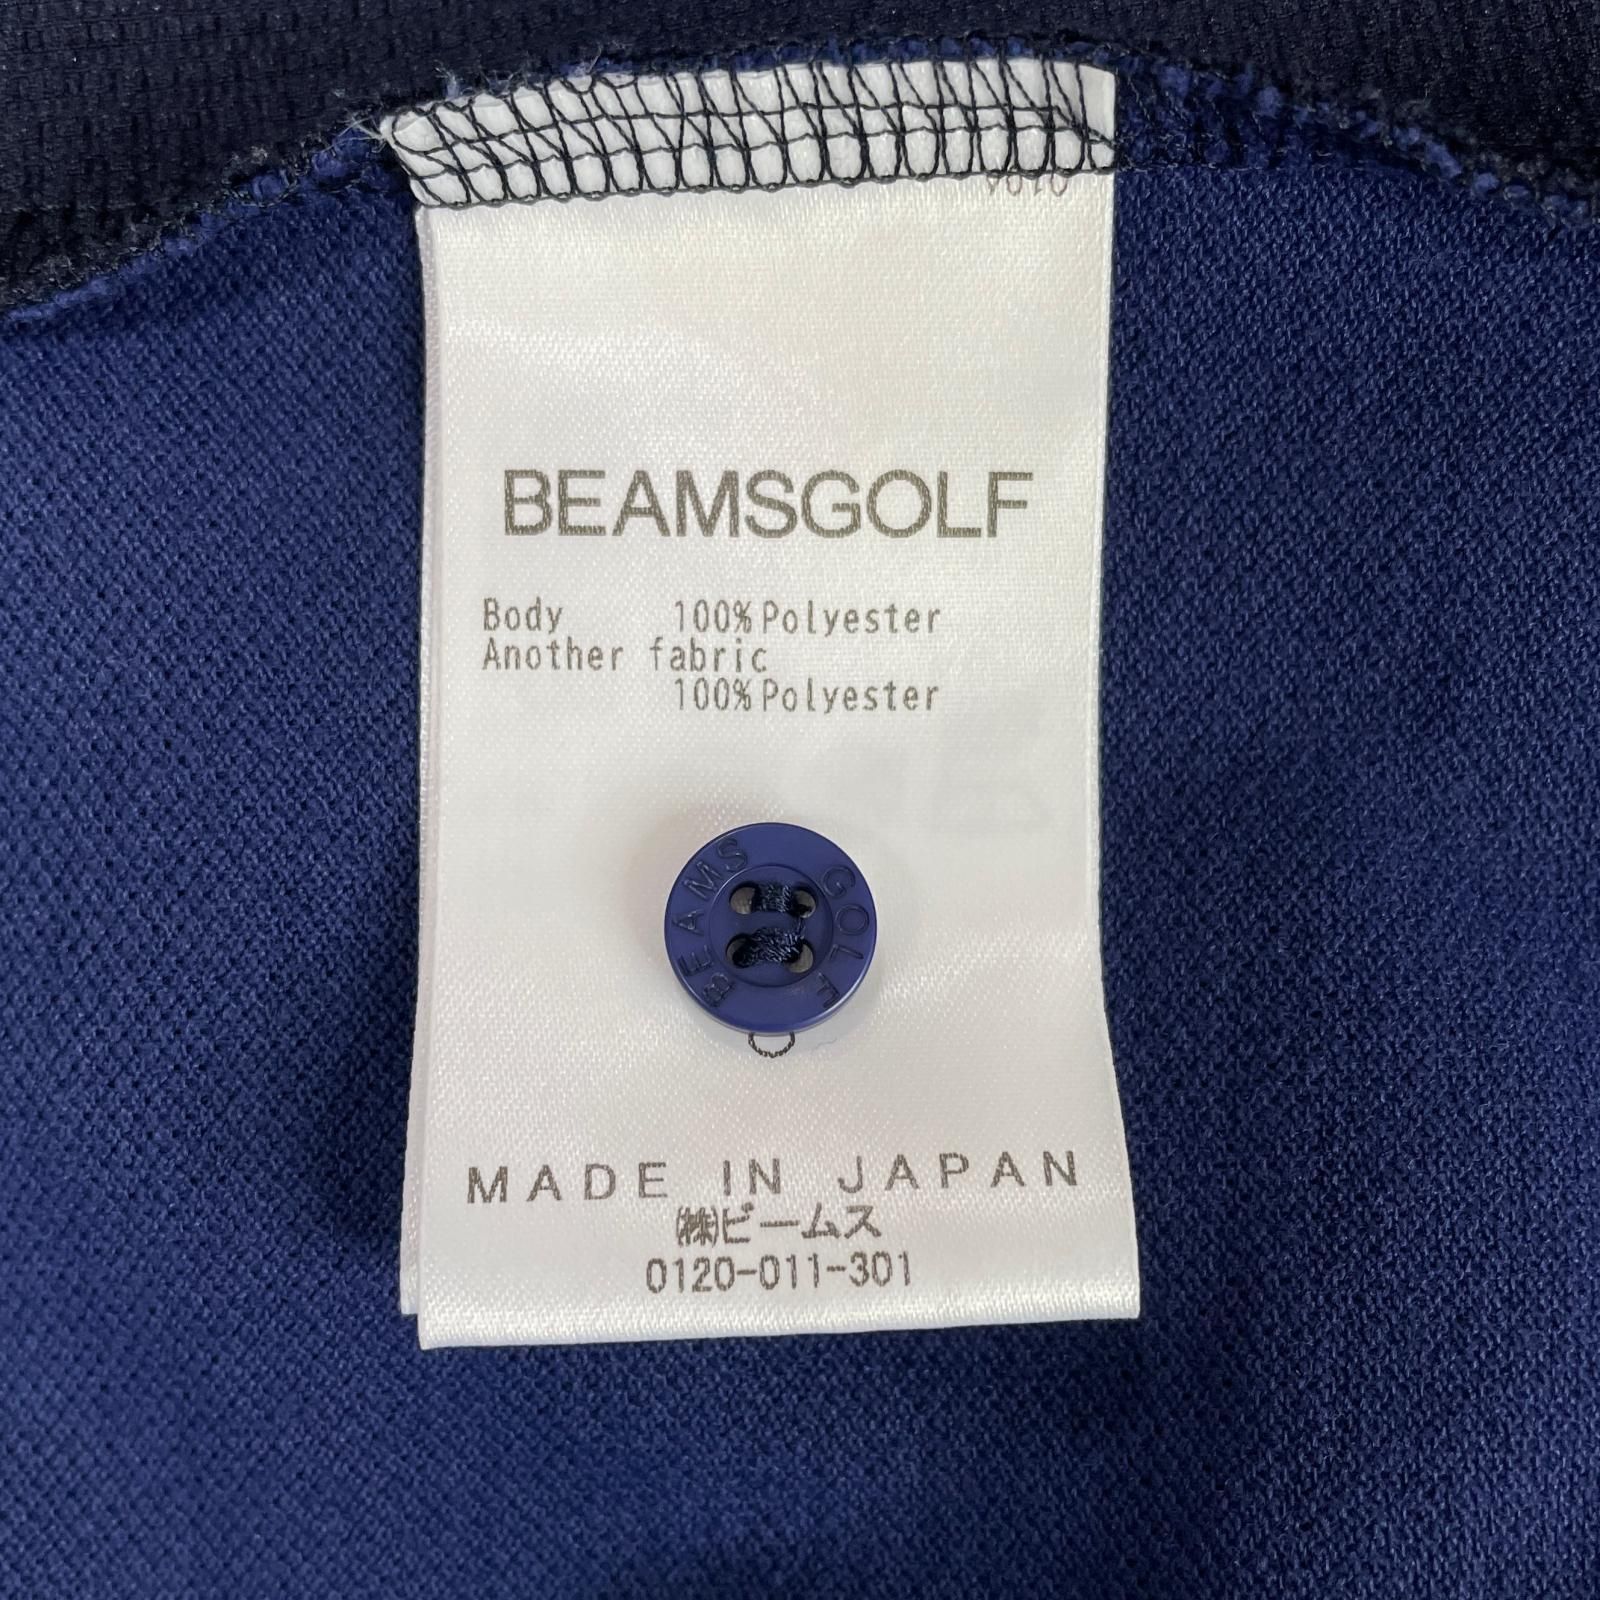 BEAMSGOLF
Body 100%Polyester
Another fabric
100%Polyester
BEAMS GOLF
MADE IN JAPAN
㈱ビームス
0120-011-301